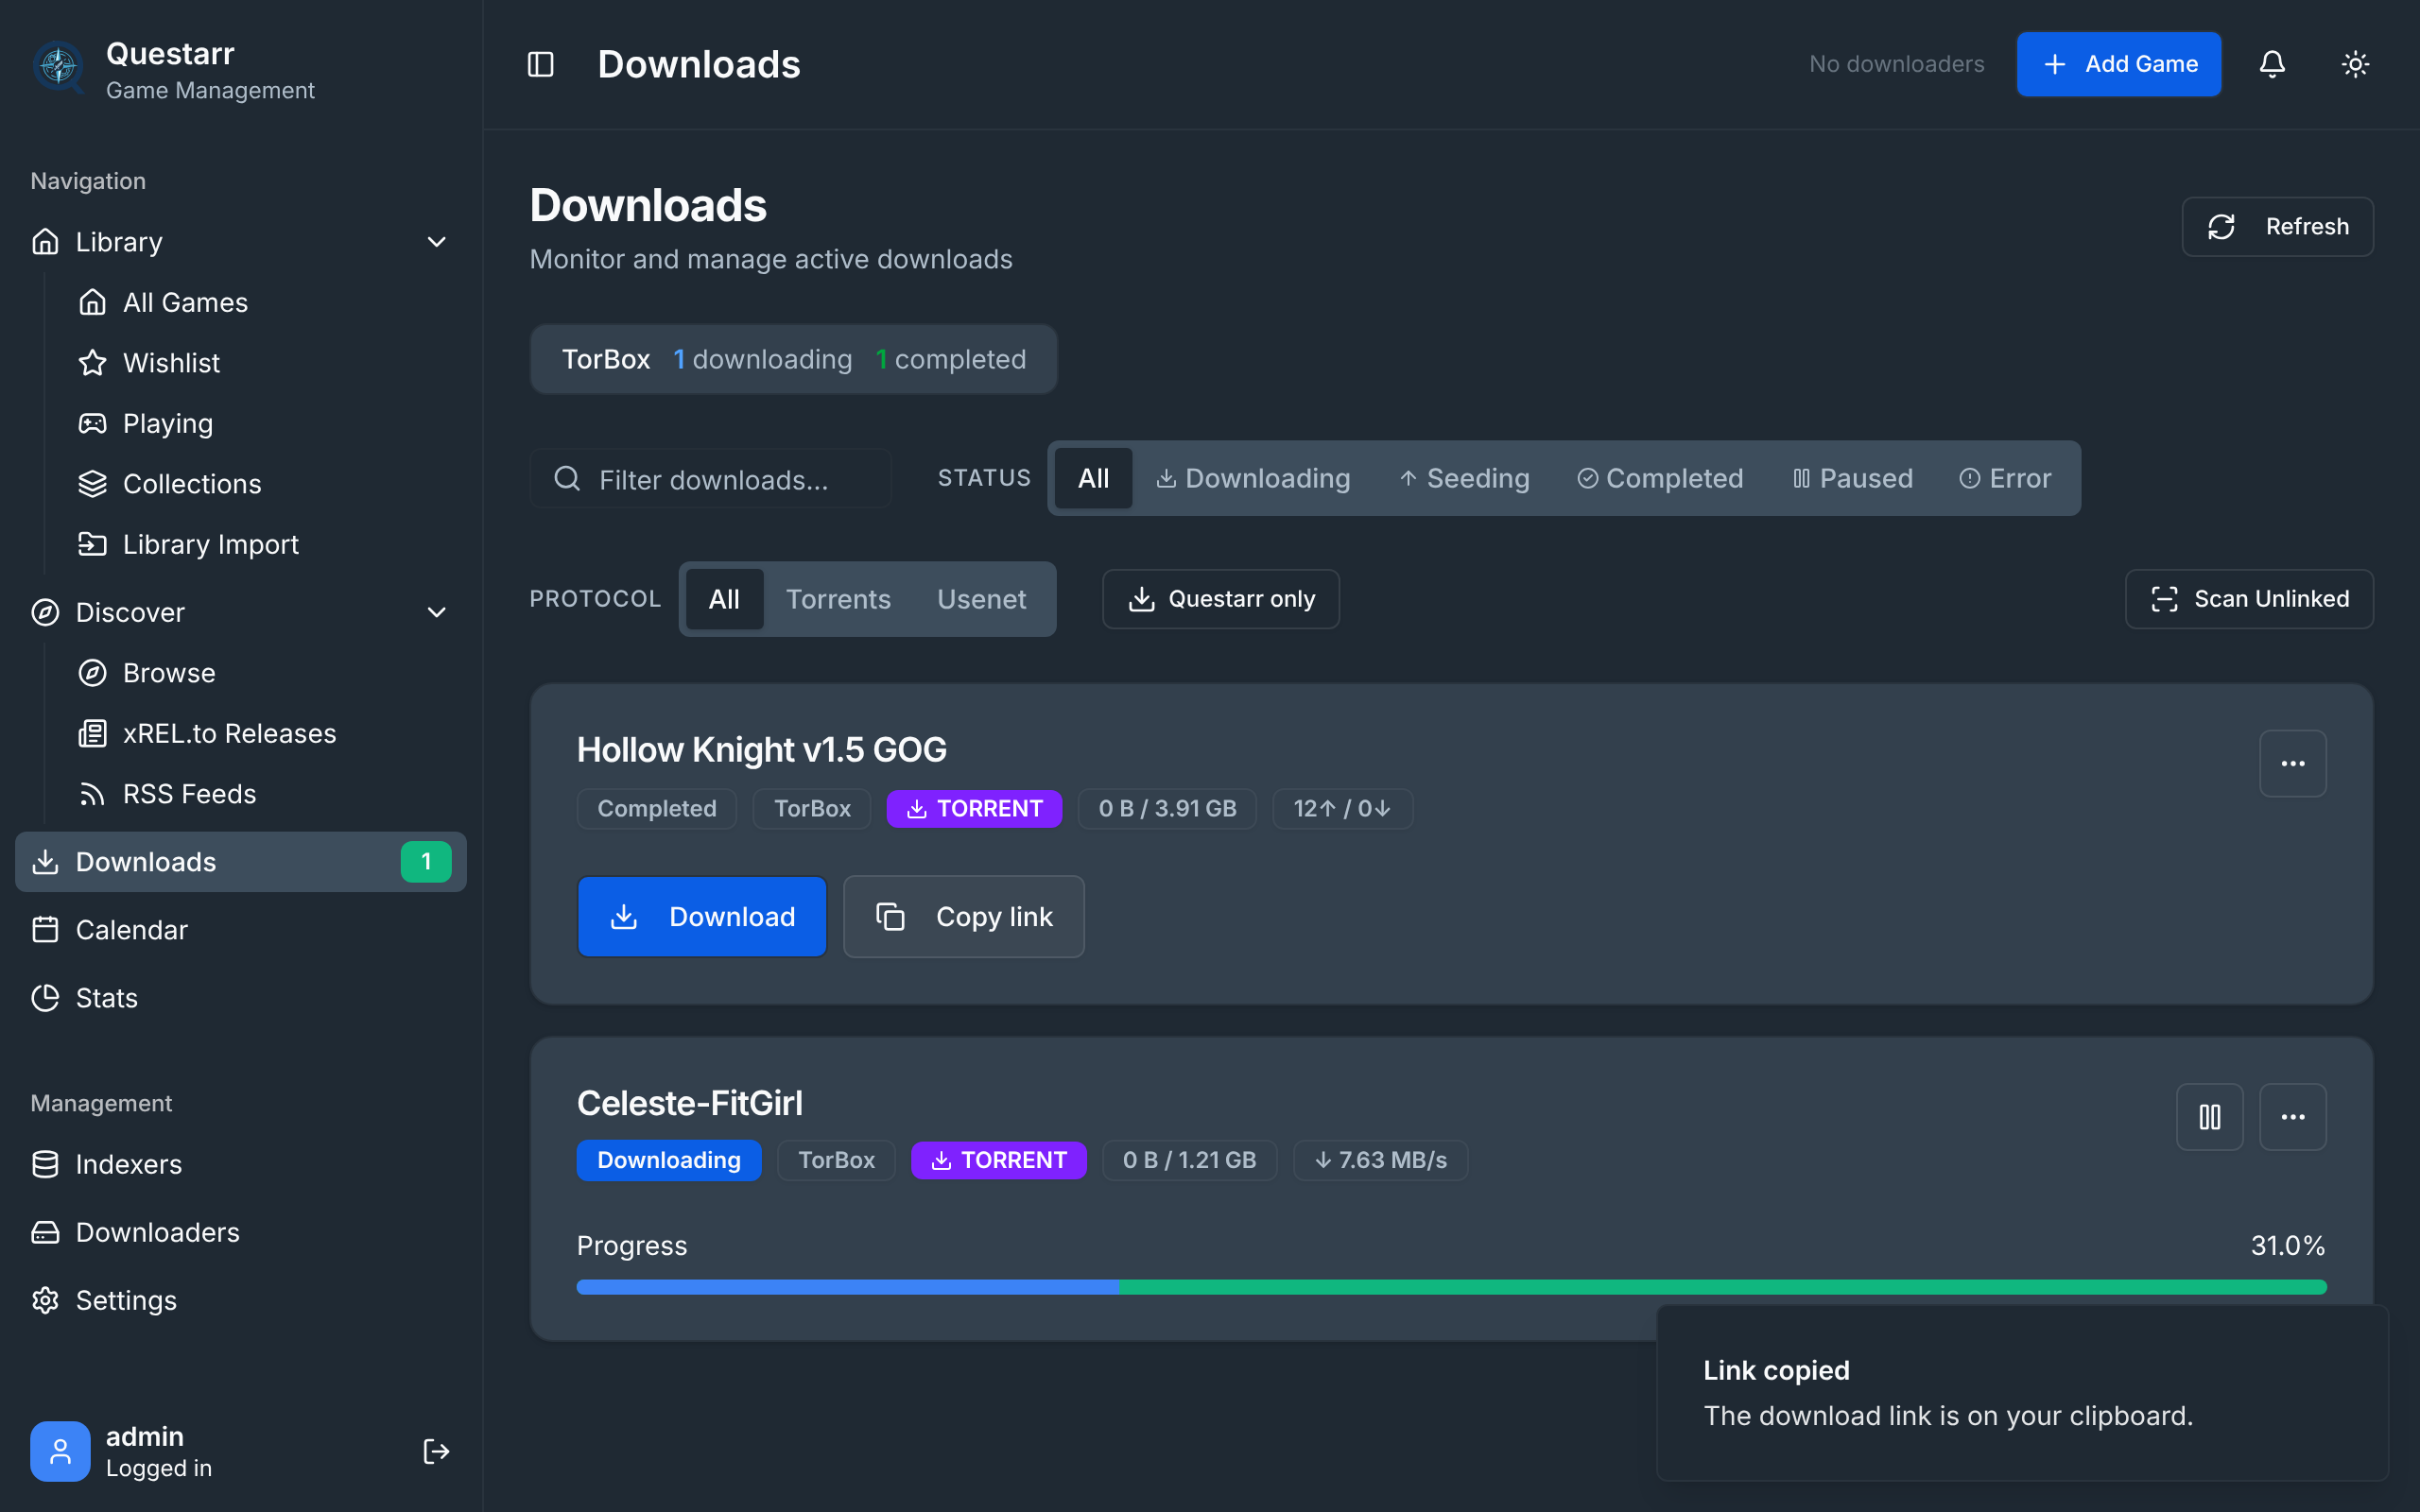 Questarr
Game Management
Navigation
Library
All Games
Wishlist
Playing
Collections
Library Import
Discover
Browse
xREL.to Releases
RSS Feeds
Downloads 1
Calendar
Stats
Management
Indexers
Downloaders
Settings
admin
Logged in
Downloads
No downloaders
Add Game
Downloads
Monitor and manage active downloads
Refresh
TorBox 1 downloading 1 completed
Filter downloads...
STATUS All Downloading Seeding Completed Paused Error
PROTOCOL All Torrents Usenet
Questarr only
Scan Unlinked
Hollow Knight v1.5 GOG
Completed TorBox TORRENT 0 B / 3.91 GB 12↑ / 0↓
Download Copy link
Celeste-FitGirl
Downloading TorBox TORRENT 0 B / 1.21 GB ↓ 7.63 MB/s
Progress 31.0%
Link copied
The download link is on your clipboard.